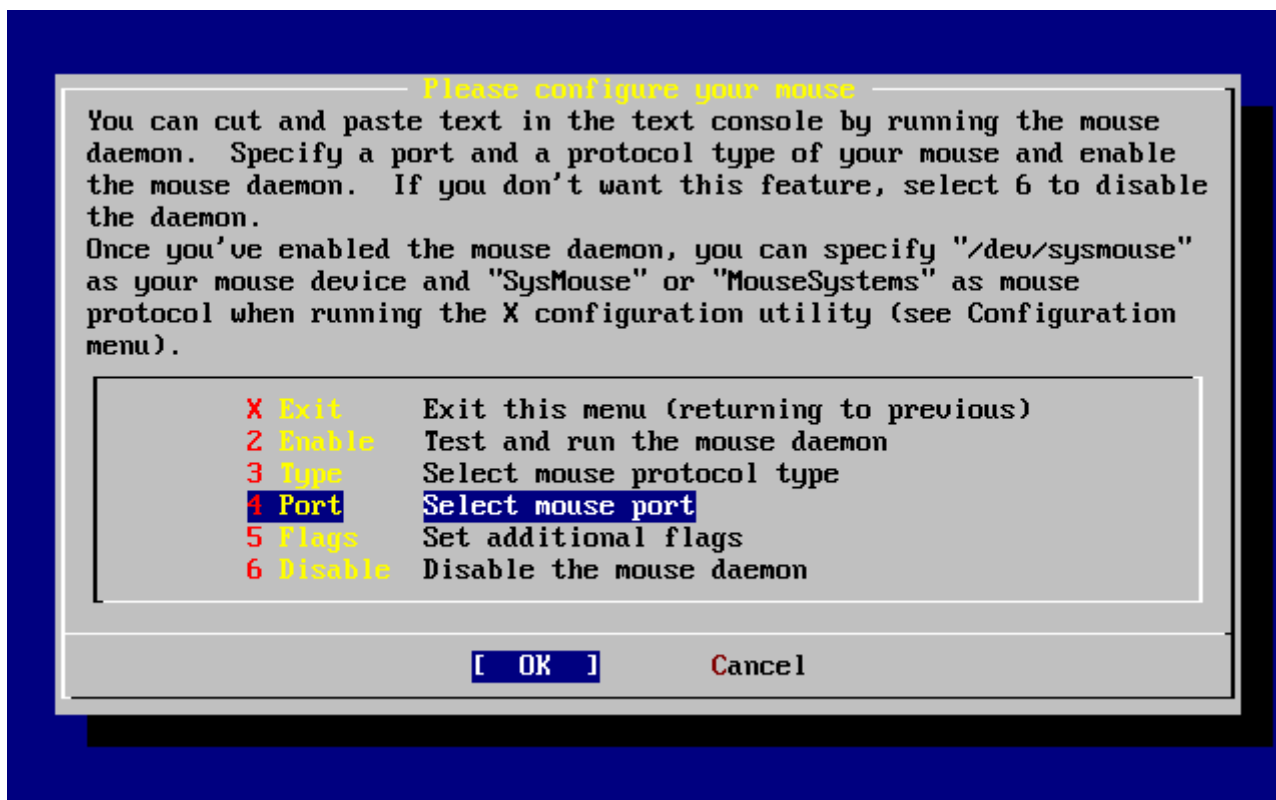 Please configure your mouse
You can cut and paste text in the text console by running the mouse
daemon.  Specify a port and a protocol type of your mouse and enable
the mouse daemon.  If you don't want this feature, select 6 to disable
the daemon.
Once you've enabled the mouse daemon, you can specify "/dev/sysmouse"
as your mouse device and "SysMouse" or "MouseSystems" as mouse
protocol when running the X configuration utility (see Configuration
menu).
X Exit     Exit this menu (returning to previous)
2 Enable   Test and run the mouse daemon
3 Type     Select mouse protocol type
4 Port     Select mouse port
5 Flags    Set additional flags
6 Disable  Disable the mouse daemon
[  OK  ]       Cancel